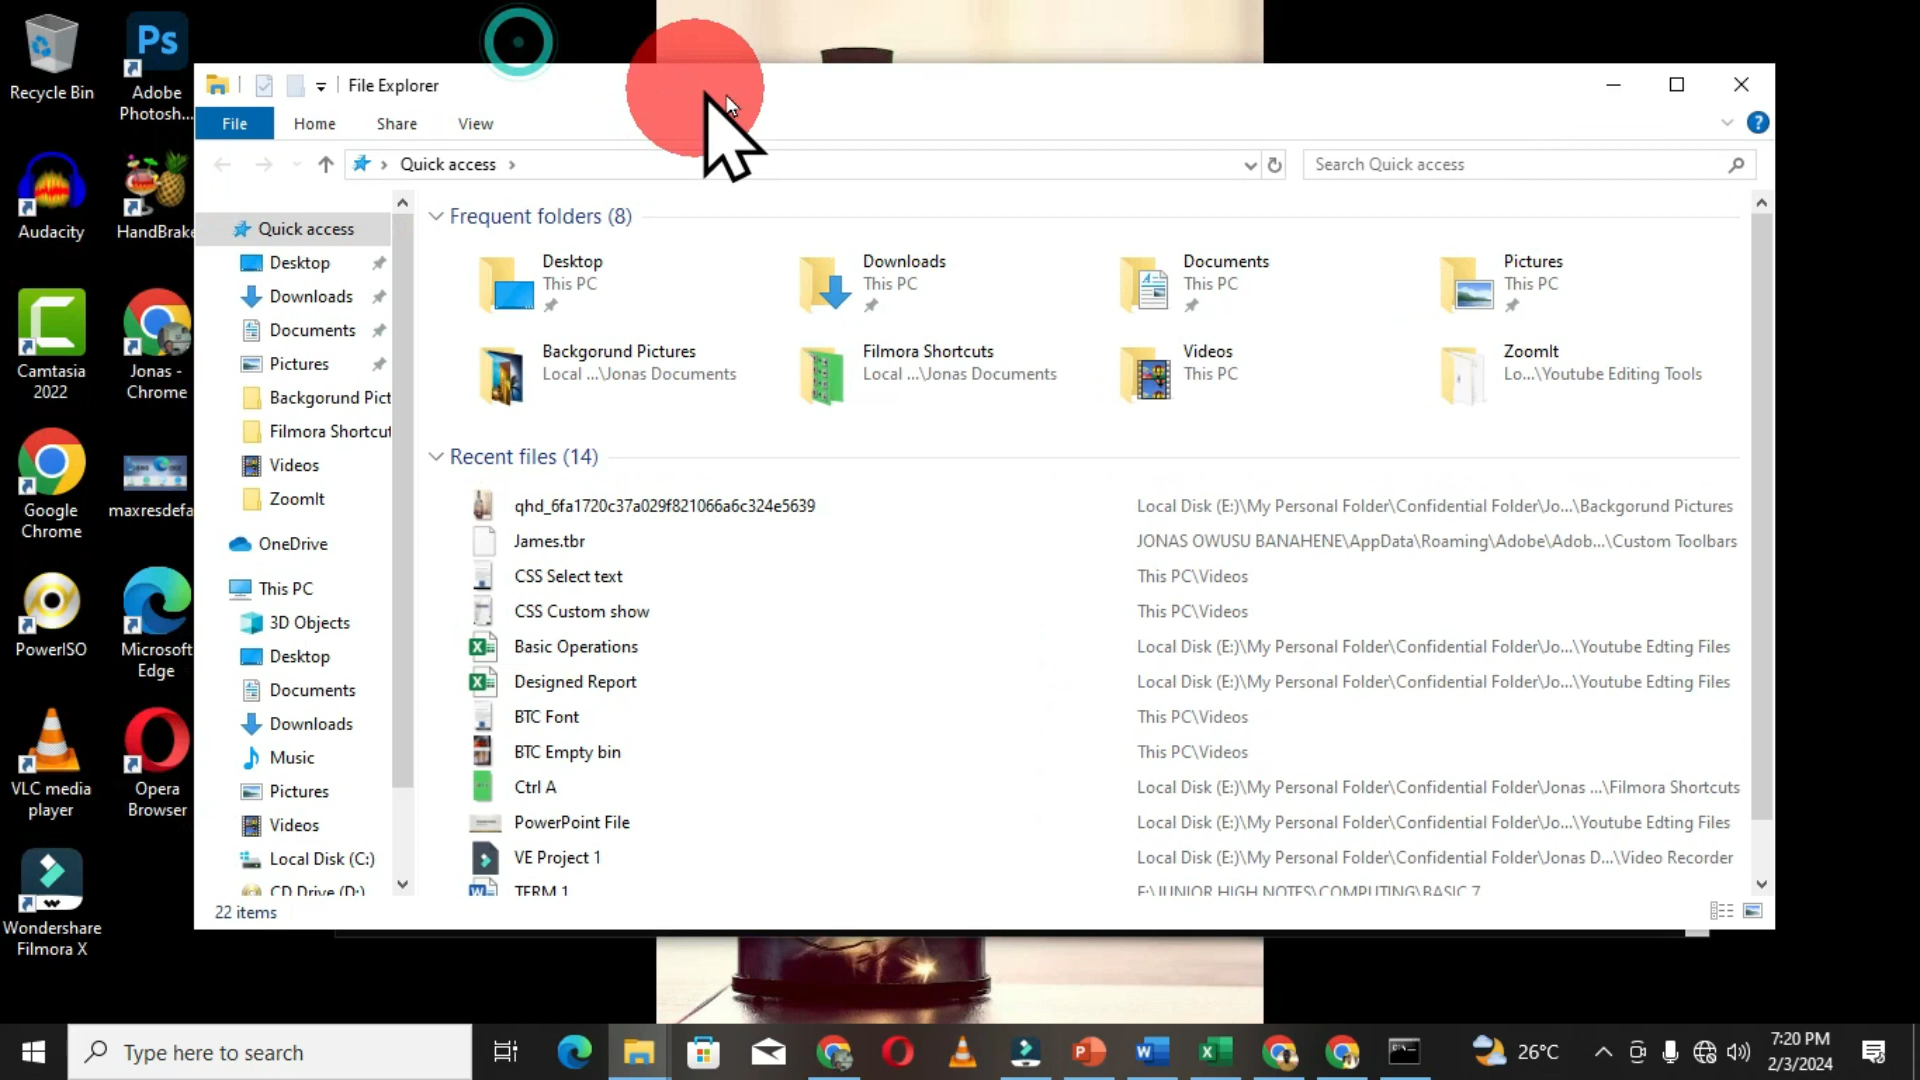 Recycle Bin
Adobe
Photosh...
Ps
Audacity
HandBrake
Camtasia
2022
Jonas -
Chrome
Google
Chrome
maxresdefa
PowerISO
Microsoft
Edge
VLC media
player
Opera
Browser
Wondershare
Filmora X
File Explorer
File Home Share View
Quick access
Search Quick access
Quick access
Desktop
Downloads
Documents
Pictures
Backgorund Pict
Filmora Shortcut
Videos
ZoomIt
OneDrive
This PC
3D Objects
Desktop
Documents
Downloads
Music
Pictures
Videos
Local Disk (C:)
CD Drive (D:)
Frequent folders (8)
Desktop
This PC
Downloads
This PC
Documents
This PC
Pictures
This PC
Backgorund Pictures
Local ...\Jonas Documents
Filmora Shortcuts
Local ...\Jonas Documents
Videos
This PC
ZoomIt
Lo...\Youtube Editing Tools
Recent files (14)
qhd_6fa1720c37a029f821066a6c324e5639 Local Disk (E:)\My Personal Folder\Confidential Folder\Jo...\Backgorund Pictures
James.tbr JONAS OWUSU BANAHENE\AppData\Roaming\Adobe\Adob...\Custom Toolbars
CSS Select text This PC\Videos
CSS Custom show This PC\Videos
Basic Operations Local Disk (E:)\My Personal Folder\Confidential Folder\Jo...\Youtube Edting Files
Designed Report Local Disk (E:)\My Personal Folder\Confidential Folder\Jo...\Youtube Edting Files
BTC Font This PC\Videos
BTC Empty bin This PC\Videos
Ctrl A Local Disk (E:)\My Personal Folder\Confidential Folder\Jonas ...\Filmora Shortcuts
PowerPoint File Local Disk (E:)\My Personal Folder\Confidential Folder\Jo...\Youtube Edting Files
VE Project 1 Local Disk (E:)\My Personal Folder\Confidential Folder\Jonas D...\Video Recorder
TERM 1 F:\JUNIOR HIGH NOTES\COMPUTING\BASIC 7
22 items
Type here to search
26°C
7:20 PM
2/3/2024